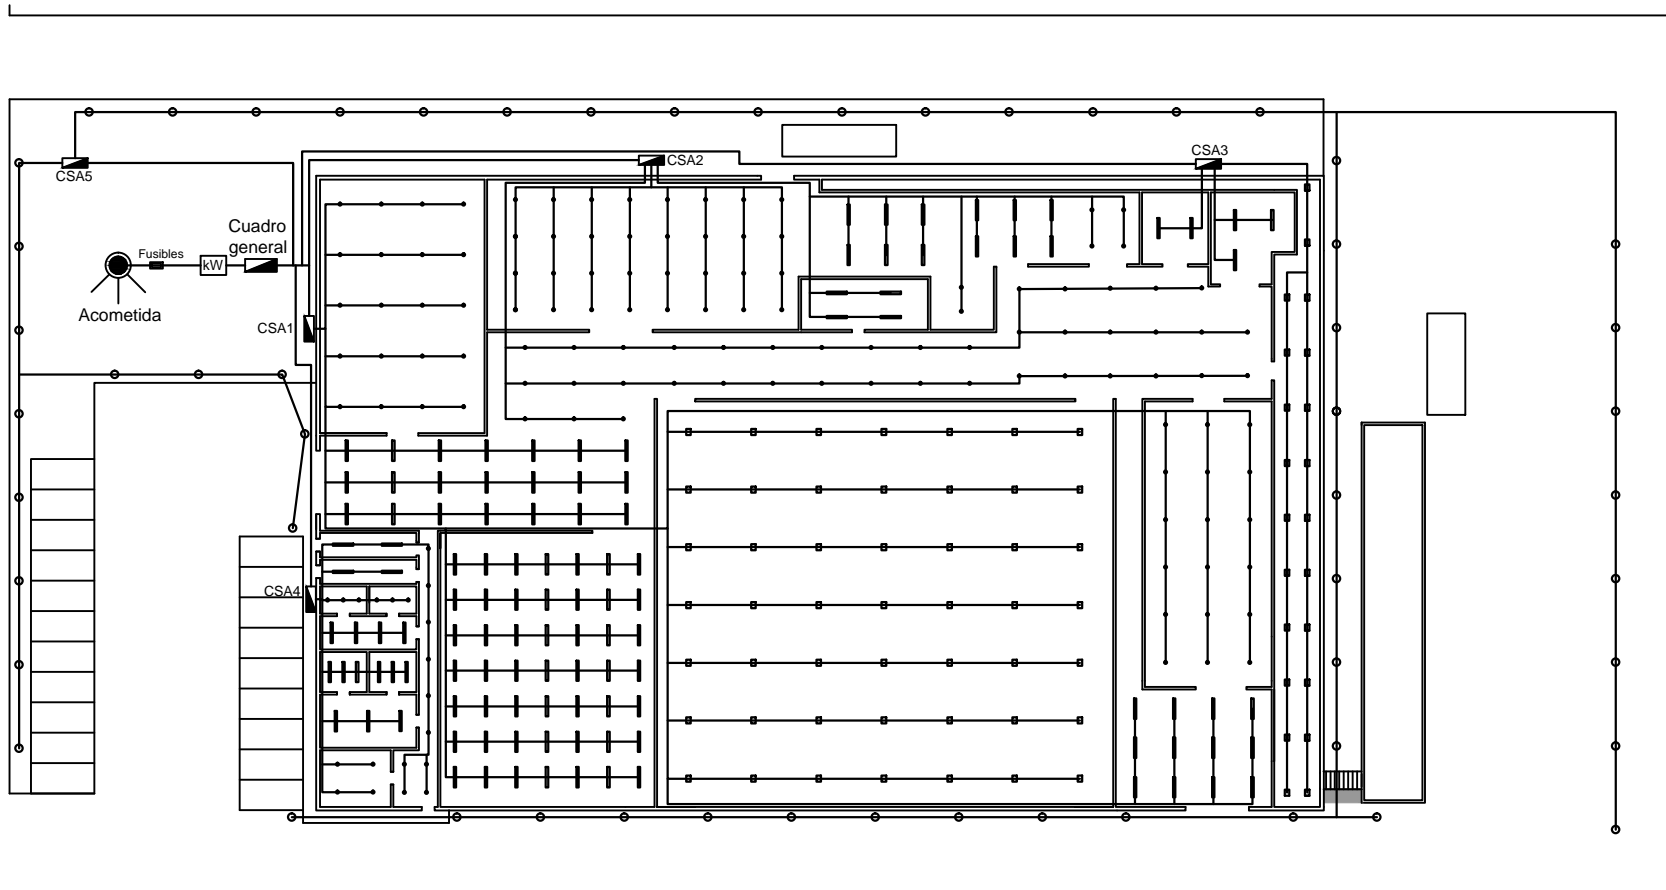 CSA2
CSA3
CSA5
Cuadro
general
Fusibles
kW
Acometida
CSA1
CSA4